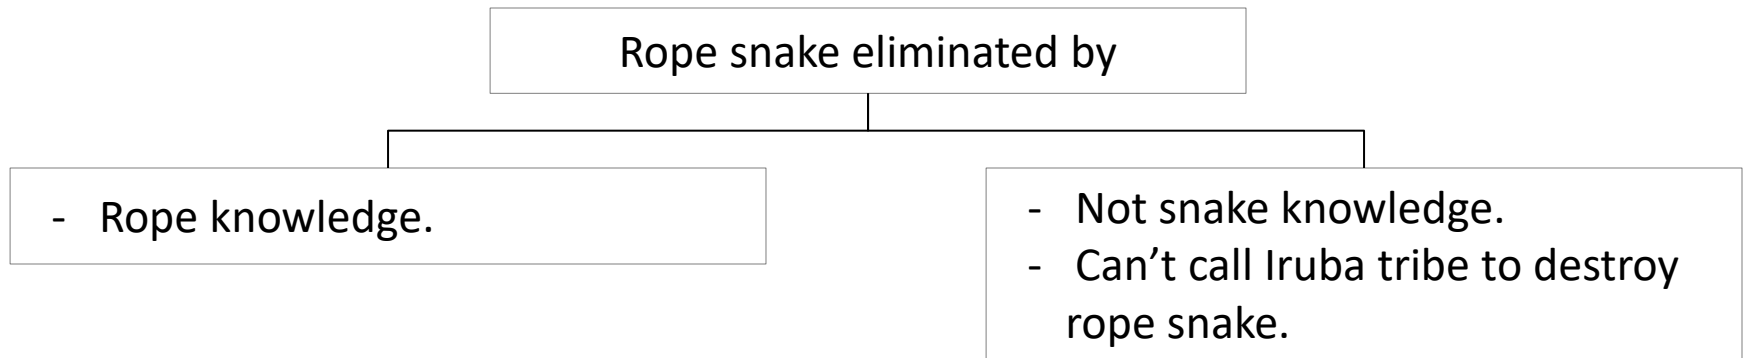 Rope snake eliminated by
- Rope knowledge.
- Not snake knowledge.
- Can’t call Iruba tribe to destroy
rope snake.